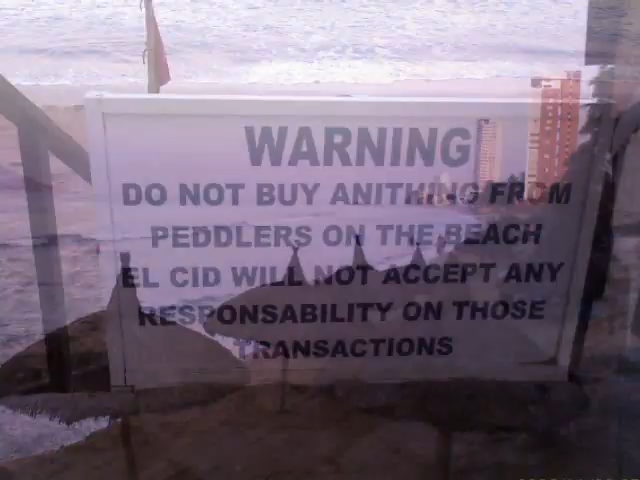 WARNING
DO NOT BUY ANITHING FROM
PEDDLERS ON THE BEACH
EL CID WILL NOT ACCEPT ANY
RESPONSABILITY ON THOSE
TRANSACTIONS